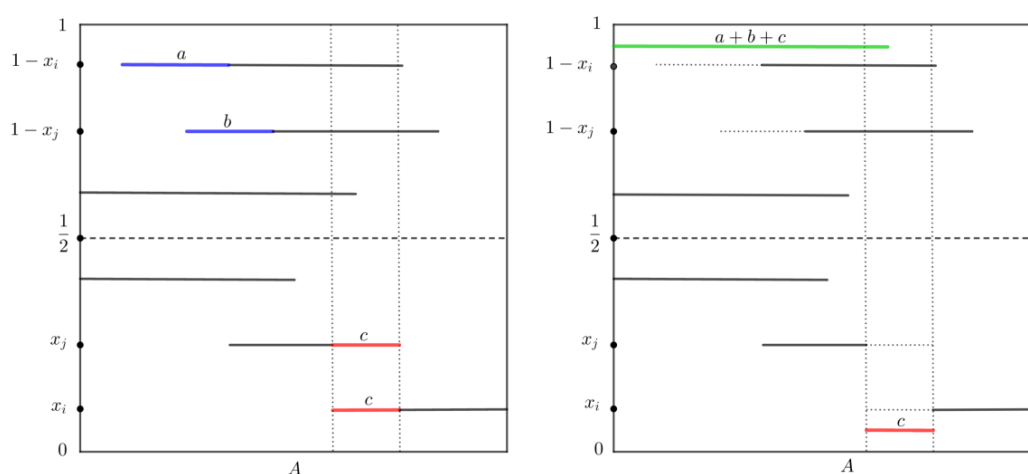 1
1 − x_i
a
1 − x_j
b
1/2
x_j
c
x_i
c
0
A
1
a + b + c
1 − x_i
1 − x_j
1/2
x_j
x_i
c
0
A